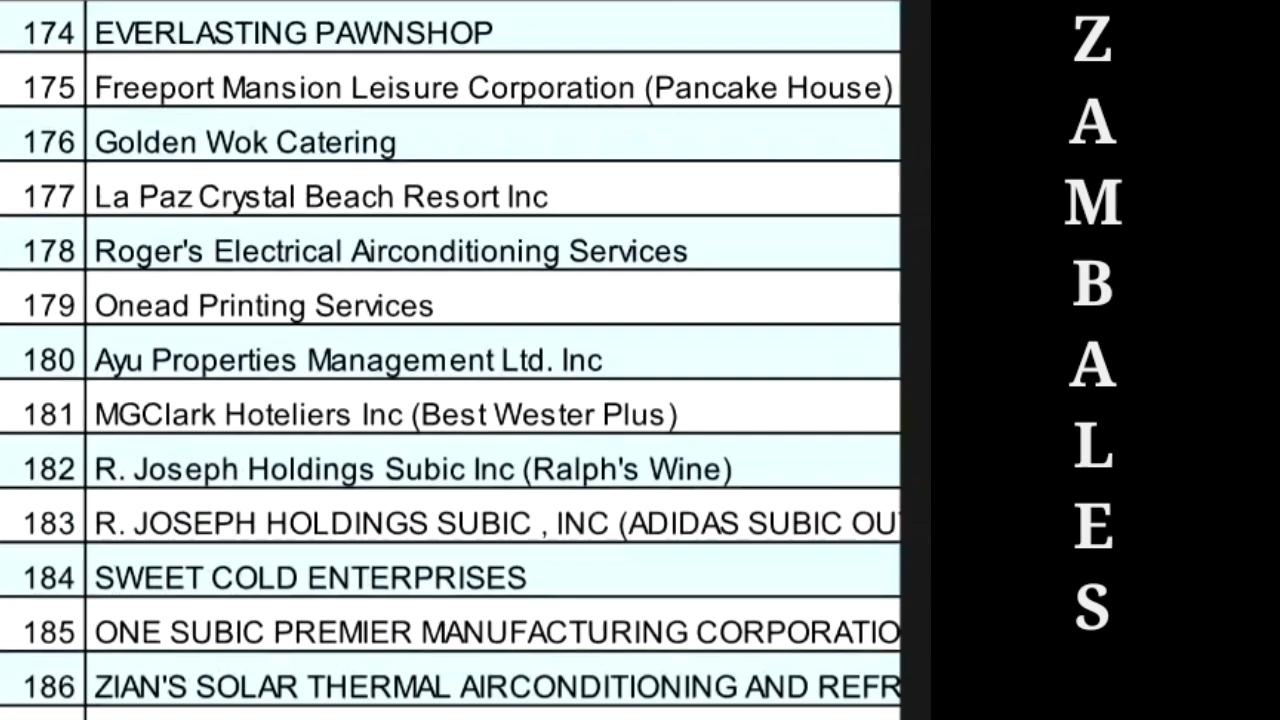 174 EVERLASTING PAWNSHOP
175 Freeport Mansion Leisure Corporation (Pancake House)
176 Golden Wok Catering
177 La Paz Crystal Beach Resort Inc
178 Roger's Electrical Airconditioning Services
179 Onead Printing Services
180 Ayu Properties Management Ltd. Inc
181 MGClark Hoteliers Inc (Best Wester Plus)
182 R. Joseph Holdings Subic Inc (Ralph's Wine)
183 R. JOSEPH HOLDINGS SUBIC , INC (ADIDAS SUBIC
184 SWEET COLD ENTERPRISES
185 ONE SUBIC PREMIER MANUFACTURING
186 ZIAN'S SOLAR THERMAL AIRCONDITIONING AND
ZAMBALES